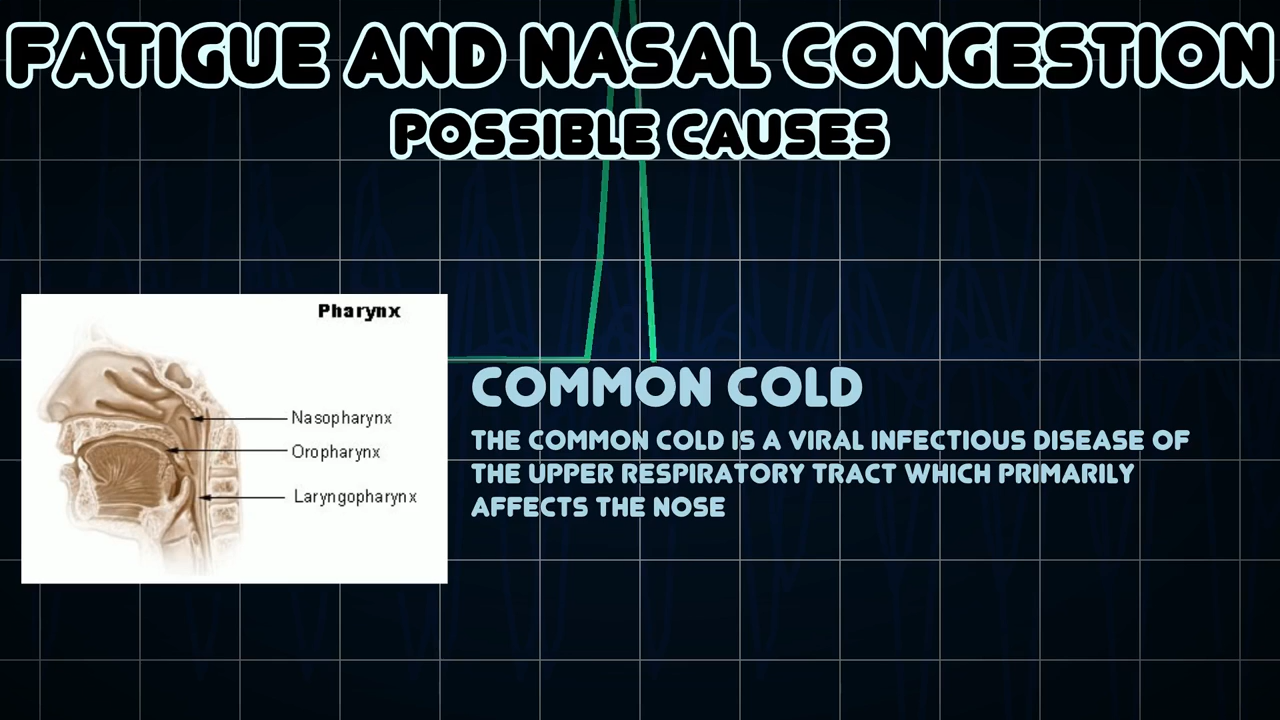 FATIGUE AND NASAL CONGESTION
POSSIBLE CAUSES
Pharynx
Nasopharynx
Oropharynx
Laryngopharynx
COMMON COLD
THE COMMON COLD IS A VIRAL INFECTIOUS DISEASE OF
THE UPPER RESPIRATORY TRACT WHICH PRIMARILY
AFFECTS THE NOSE